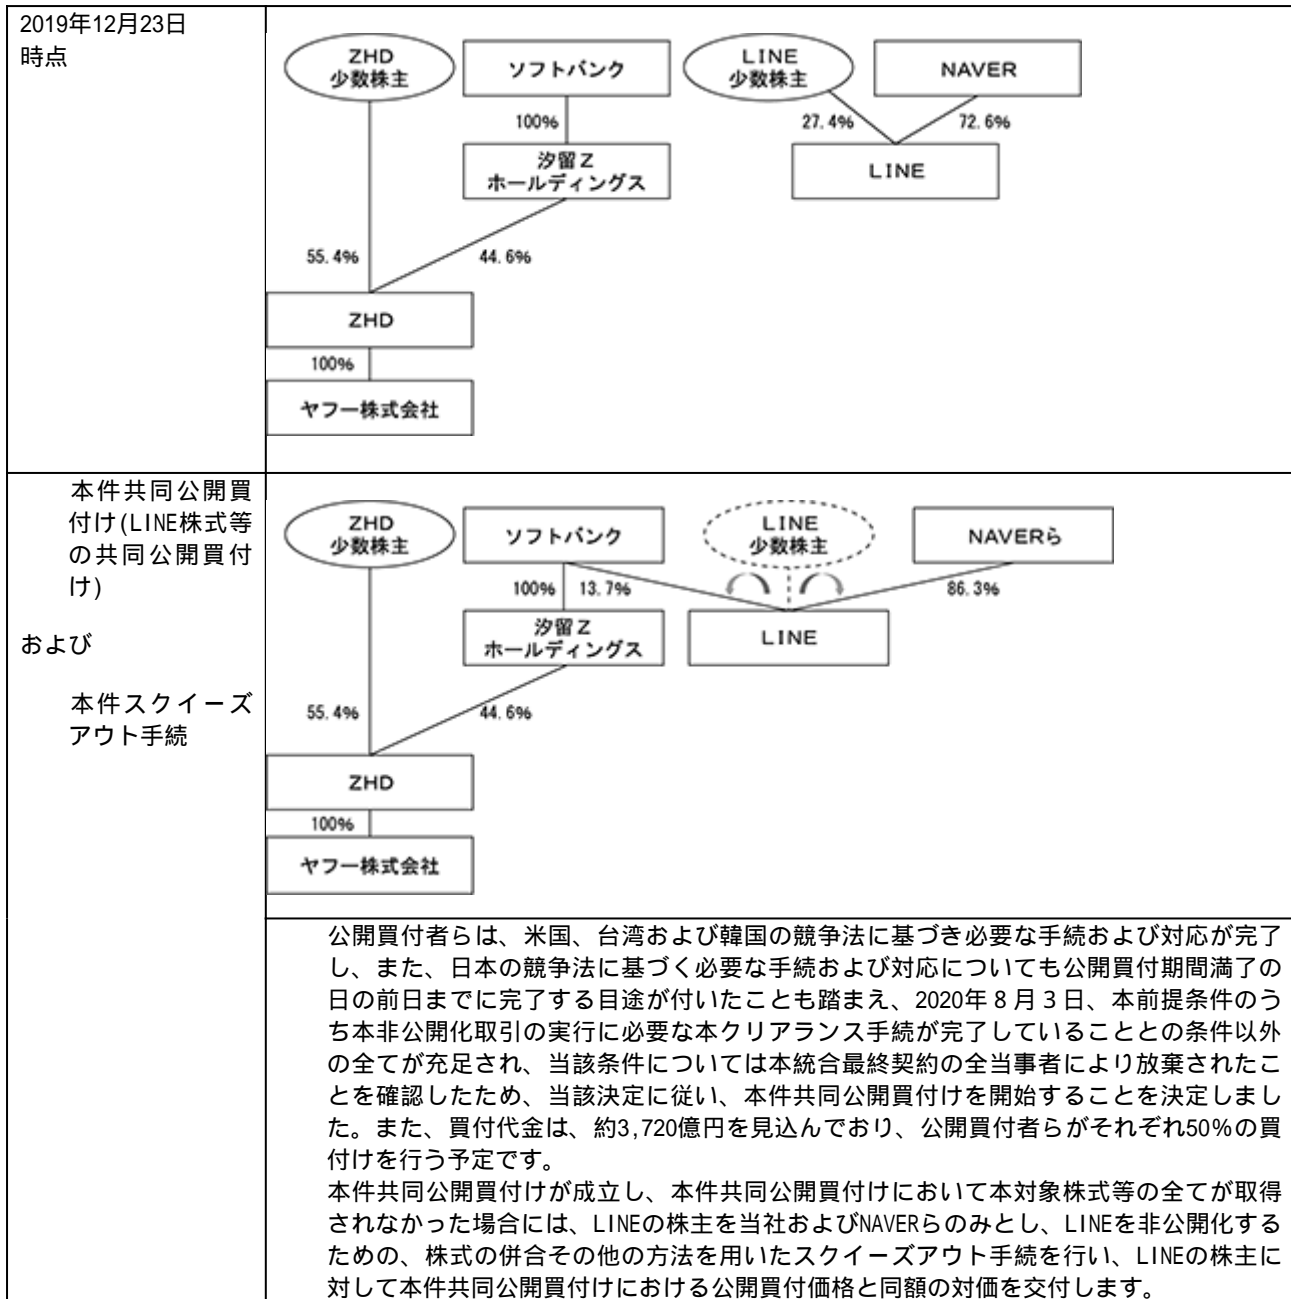 2019年12月23日
時点
ZHD
少数株主
ソフトバンク
LINE
少数株主
NAVER
100%
27.4%
72.6%
汐留Z
ホールディングス
LINE
55.4%
44.6%
ZHD
100%
ヤフー株式会社
本件共同公開買
付け(LINE株式等
の共同公開買付
け)
および
本件スクイーズ
アウト手続
ZHD
少数株主
ソフトバンク
LINE
少数株主
NAVERら
100%
13.7%
86.3%
汐留Z
ホールディングス
LINE
55.4%
44.6%
ZHD
100%
ヤフー株式会社
公開買付者らは、米国、台湾および韓国の競争法に基づき必要な手続および対応が完了
し、また、日本の競争法に基づく必要な手続および対応についても公開買付期間満了の
日の前日までに完了する目途が付いたことも踏まえ、2020年8月3日、本前提条件のう
ち本非公開化取引の実行に必要な本クリアランス手続が完了していることとの条件以外
の全てが充足され、当該条件については本統合最終契約の全当事者により放棄されたこ
とを確認したため、当該決定に従い、本件共同公開買付けを開始することを決定しまし
た。また、買付代金は、約3,720億円を見込んでおり、公開買付者らがそれぞれ50%の買
付けを行う予定です。
本件共同公開買付けが成立し、本件共同公開買付けにおいて本対象株式等の全てが取得
されなかった場合には、LINEの株主を当社およびNAVERらのみとし、LINEを非公開化する
ための、株式の併合その他の方法を用いたスクイーズアウト手続を行い、LINEの株主に
対して本件共同公開買付けにおける公開買付価格と同額の対価を交付します。